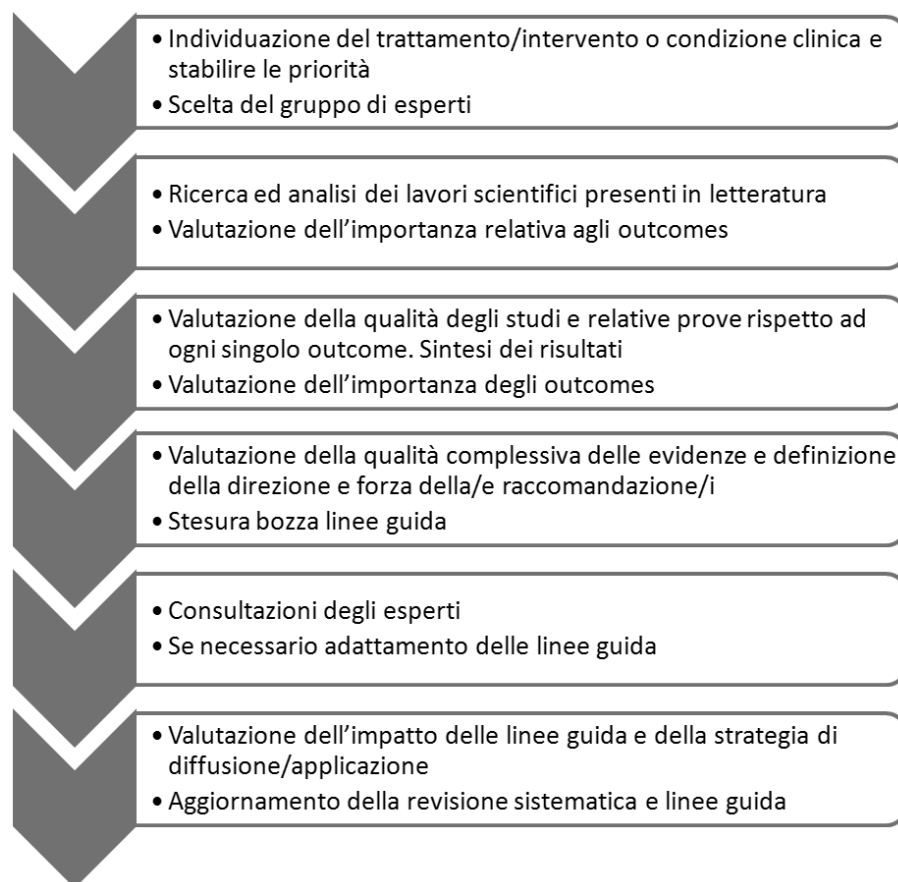 • Individuazione del trattamento/intervento o condizione clinica e
stabilire le priorità
• Scelta del gruppo di esperti
• Ricerca ed analisi dei lavori scientifici presenti in letteratura
• Valutazione dell'importanza relativa agli outcomes
• Valutazione della qualità degli studi e relative prove rispetto ad
ogni singolo outcome. Sintesi dei risultati
• Valutazione dell'importanza degli outcomes
• Valutazione della qualità complessiva delle evidenze e definizione
della direzione e forza della/e raccomandazione/i
• Stesura bozza linee guida
• Consultazioni degli esperti
• Se necessario adattamento delle linee guida
• Valutazione dell'impatto delle linee guida e della strategia di
diffusione/applicazione
• Aggiornamento della revisione sistematica e linee guida